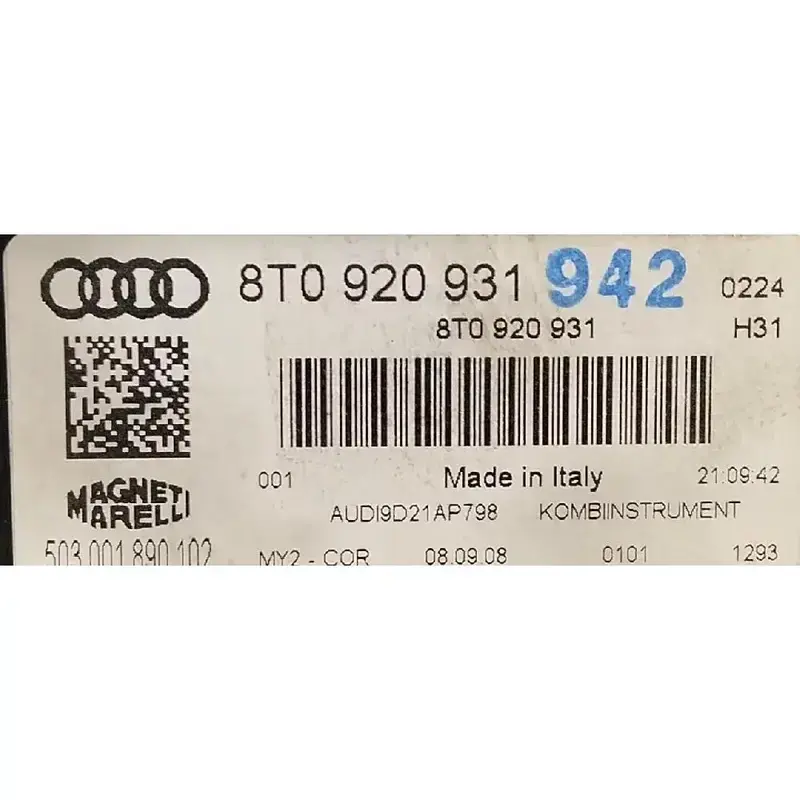 8T0 920 931 942 0224
8T0 920 931 H31
001 Made in Italy 21:09:42
MAGNETI MARELLI
AUDI9D21AP798 KOMBIINSTRUMENT
503.001.890.102 MY2 - COR 08.09.08 0101 1293